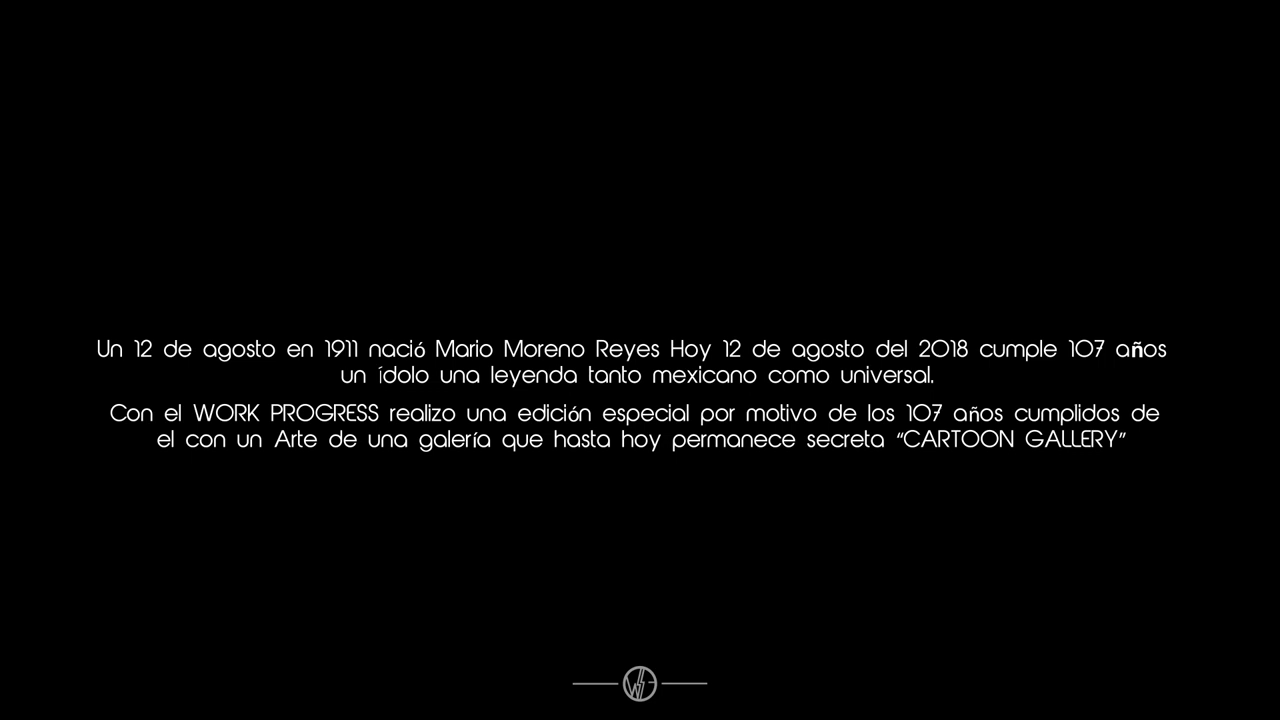 Un 12 de agosto en 1911 nació Mario Moreno Reyes Hoy 12 de agosto del 2018 cumple 107 años
un ídolo una leyenda tanto mexicano como universal.
Con el WORK PROGRESS realizo una edición especial por motivo de los 107 años cumplidos de
el con un Arte de una galería que hasta hoy permanece secreta “CARTOON GALLERY”